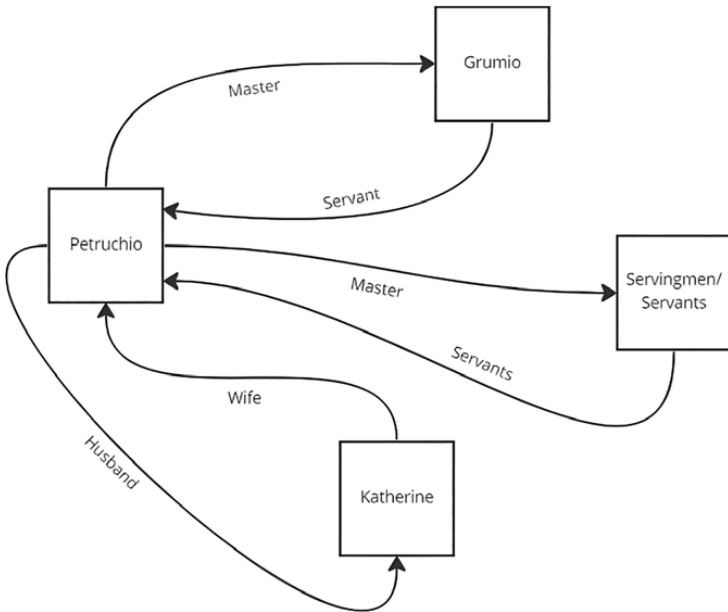 Grumio
Master
Servant
Petruchio
Servingmen/
Servants
Master
Servants
Wife
Husband
Katherine